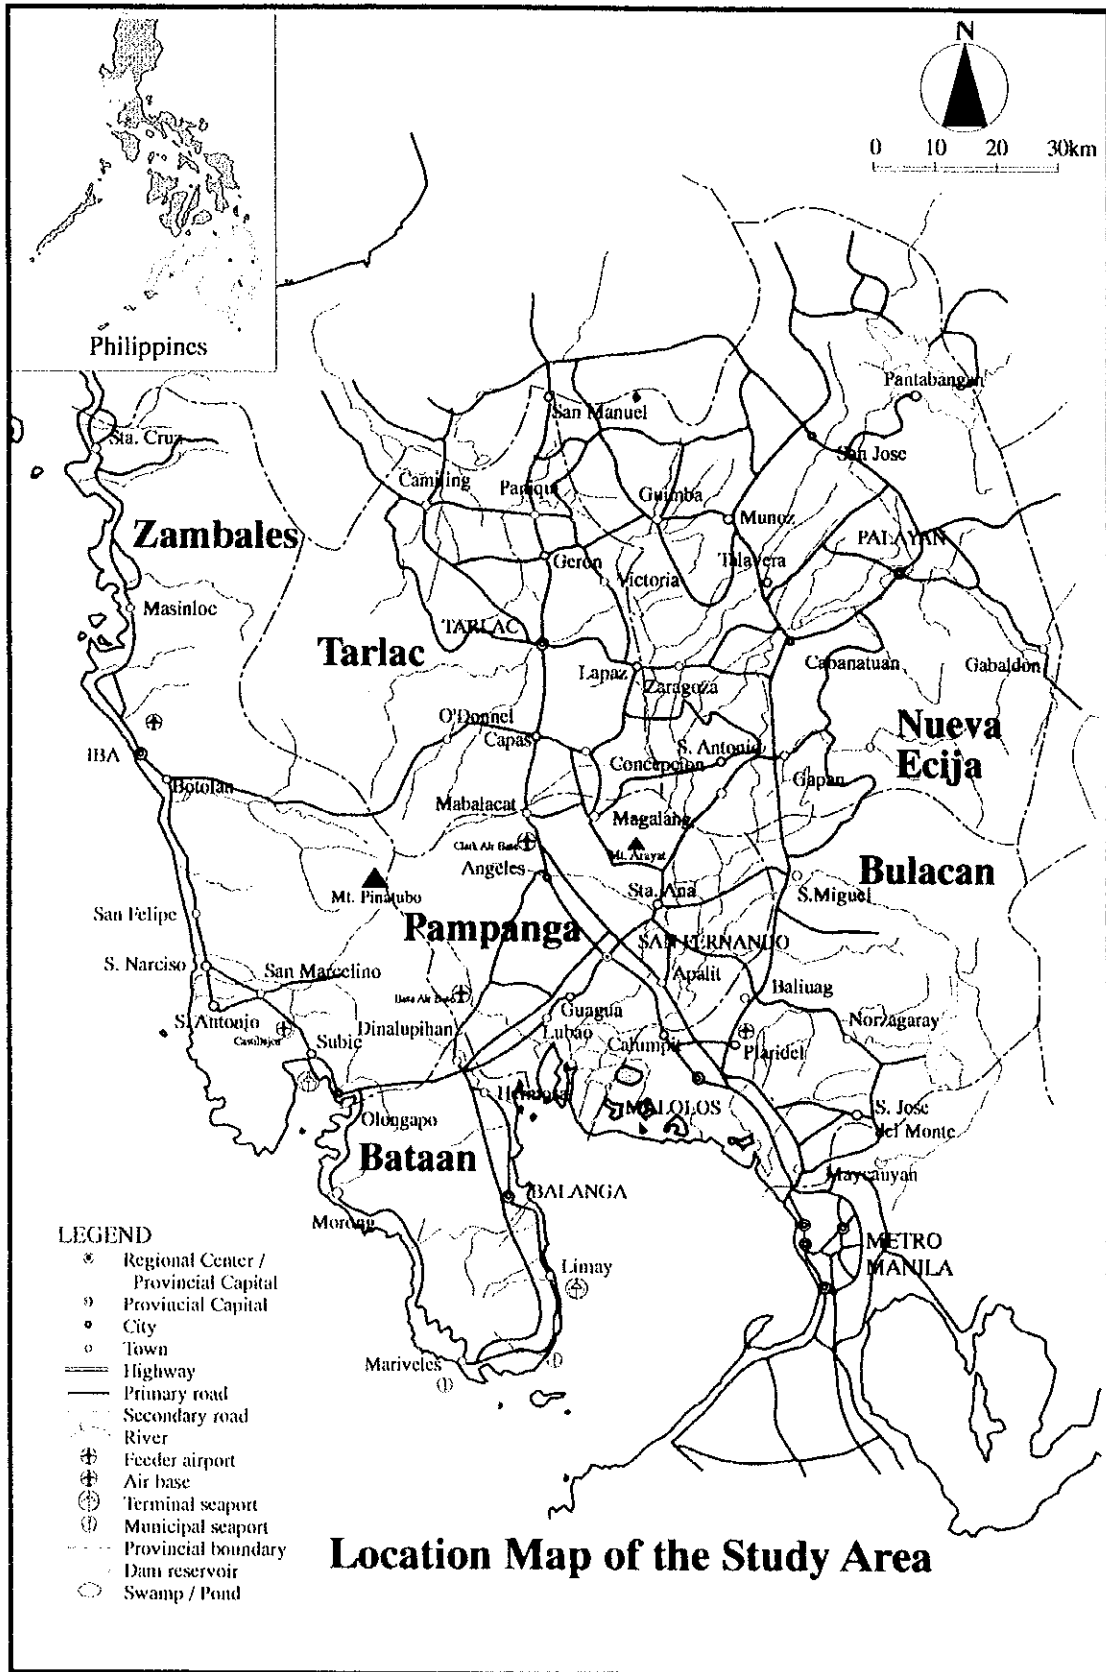 N
0 10 20 30km
Philippines
Pantabangan
San Manuel
Sta. Cruz
San Jose
Camiling
Paniqui
Guimba
Zambales
Munoz
PALAYAN
Geron
Talavera
Victoria
Masinloc
TARLAC
Tarlac
Cabanatuan
Gabaldon
Lapaz
Zaragoza
O'Donnel
Nueva
Ecija
IBA
Capas
S. Antonio
Concepcion
Gapan
Botolan
Mabalacat
Magalang
Clark Air Base
Mt. Arayat
Angeles
Bulacan
Mt. Pinatubo
Sta. Ana
S.Miguel
San Felipe
Pampanga
SAN FERNANDO
S. Narciso
San Marcelino
Apalit
Baliuag
Basa Air Base
Guagua
S. Antonio
Dinalupihan
Lubao
Norzagaray
Castillejos
Subic
Calumpit
Plaridel
Hermosa
MALOLOS
Olongapo
S. Jose
del Monte
Bataan
Maycauyan
BALANGA
Morong
METRO
MANILA
Limay
Mariveles
LEGEND
Regional Center /
Provincial Capital
Provincial Capital
City
Town
Highway
Primary road
Secondary road
River
Feeder airport
Air base
Terminal seaport
Municipal seaport
Provincial boundary
Dam reservoir
Swamp / Pond
Location Map of the Study Area